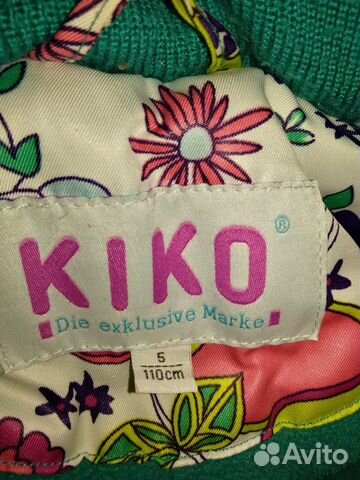 KIKO®
Die exklusive Marke
5
110cm
Avito